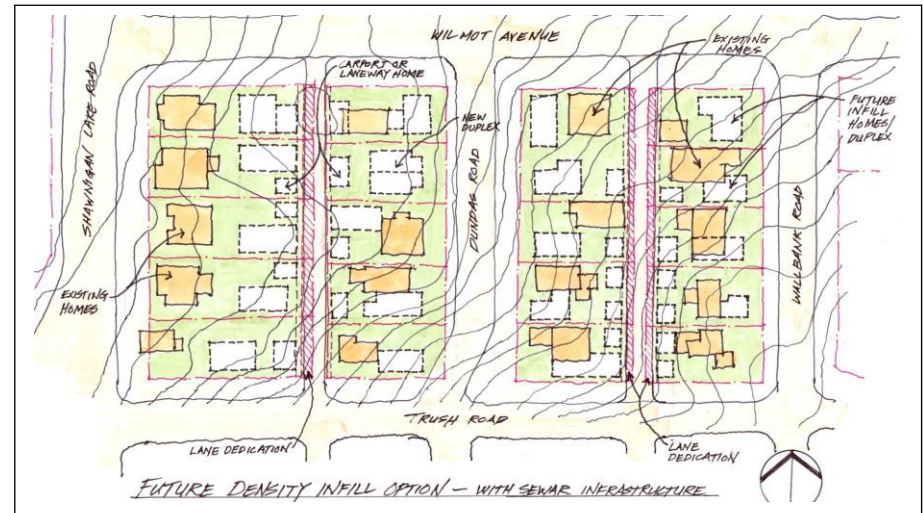 WILMOT AVENUE
SHAWNIGAN LAKE ROAD
CARPORT OR
LANEWAY HOME
EXISTING
HOMES
NEW
DUPLEX
FUTURE
INFILL
HOMES/
DUPLEX
DUNDAS ROAD
WALLBANK ROAD
EXISTING
HOMES
TRUSH ROAD
LANE DEDICATION
LANE
DEDICATION
FUTURE DENSITY INFILL OPTION – WITH SEWAR INFRASTRUCTURE